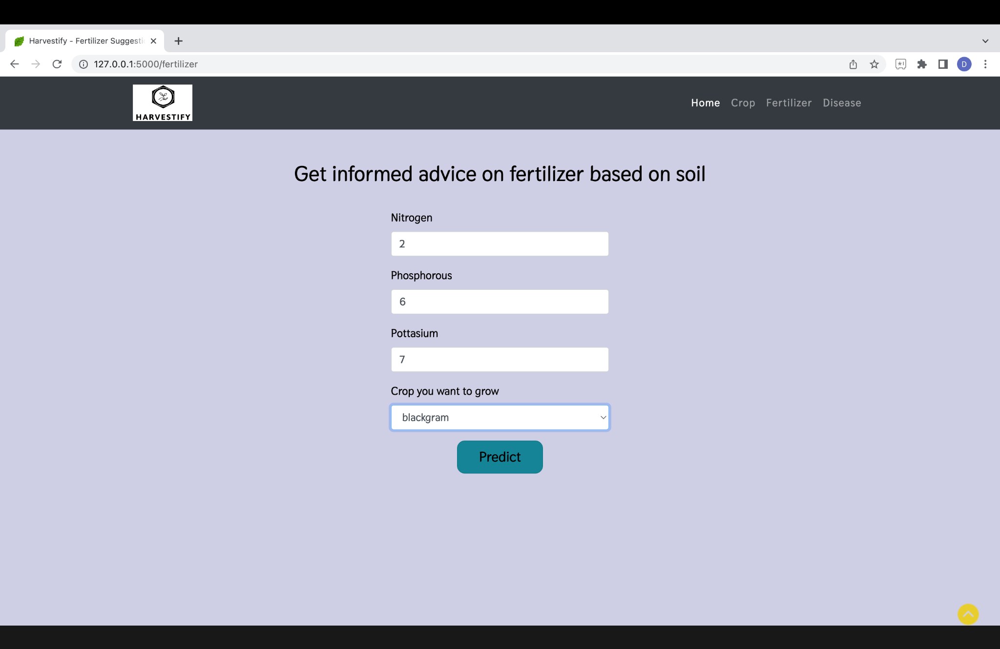 Harvestify - Fertilizer Suggesti
127.0.0.1:5000/fertilizer
D
HARVESTIFY
Home Crop Fertilizer Disease
Get informed advice on fertilizer based on soil
Nitrogen
2
Phosphorous
6
Pottasium
7
Crop you want to grow
blackgram
Predict